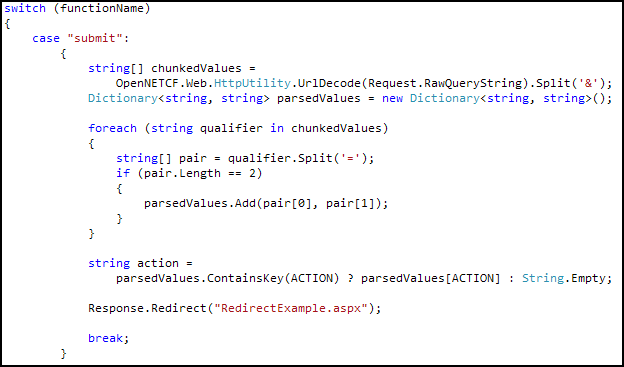 switch (functionName)
{
    case "submit":
        {
            string[] chunkedValues =
                OpenNETCF.Web.HttpUtility.UrlDecode(Request.RawQueryString).Split('&');
            Dictionary<string, string> parsedValues = new Dictionary<string, string>();

            foreach (string qualifier in chunkedValues)
            {
                string[] pair = qualifier.Split('=');
                if (pair.Length == 2)
                {
                    parsedValues.Add(pair[0], pair[1]);
                }
            }

            string action =
                parsedValues.ContainsKey(ACTION) ? parsedValues[ACTION] : String.Empty;

            Response.Redirect("RedirectExample.aspx");

            break;
        }